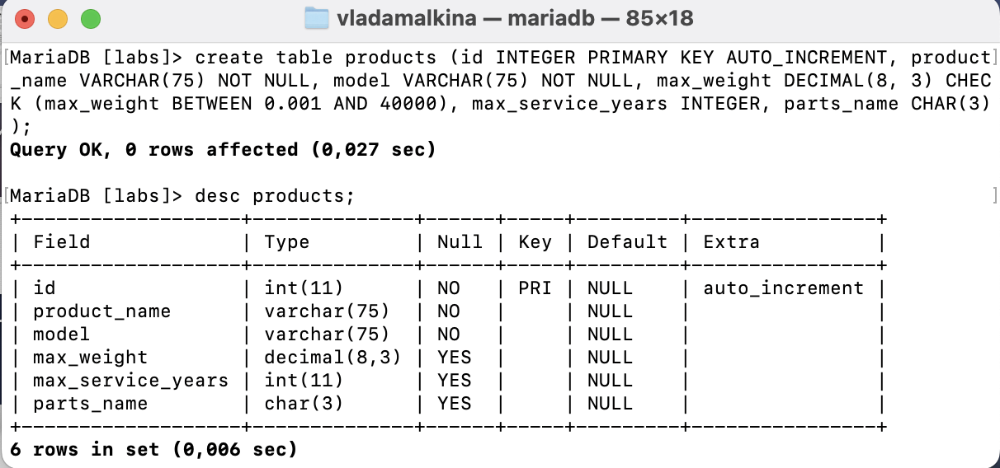 vladamalkina — mariadb — 85×18
[MariaDB [labs]> create table products (id INTEGER PRIMARY KEY AUTO_INCREMENT, product]
_name VARCHAR(75) NOT NULL, model VARCHAR(75) NOT NULL, max_weight DECIMAL(8, 3) CHEC
K (max_weight BETWEEN 0.001 AND 40000), max_service_years INTEGER, parts_name CHAR(3)
);
Query OK, 0 rows affected (0,027 sec)
[MariaDB [labs]> desc products; ]
+-------------------+--------------+------+-----+---------+----------------+
| Field             | Type         | Null | Key | Default | Extra          |
+-------------------+--------------+------+-----+---------+----------------+
| id                | int(11)      | NO   | PRI | NULL    | auto_increment |
| product_name      | varchar(75)  | NO   |     | NULL    |                |
| model             | varchar(75)  | NO   |     | NULL    |                |
| max_weight        | decimal(8,3) | YES  |     | NULL    |                |
| max_service_years | int(11)      | YES  |     | NULL    |                |
| parts_name        | char(3)      | YES  |     | NULL    |                |
+-------------------+--------------+------+-----+---------+----------------+
6 rows in set (0,006 sec)